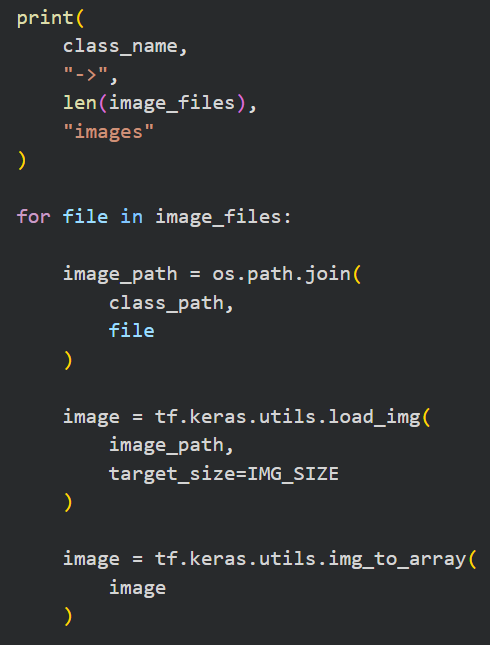 print(
    class_name,
    "->",
    len(image_files),
    "images"
)
for file in image_files:
    image_path = os.path.join(
        class_path,
        file
    )
    image = tf.keras.utils.load_img(
        image_path,
        target_size=IMG_SIZE
    )
    image = tf.keras.utils.img_to_array(
        image
    )